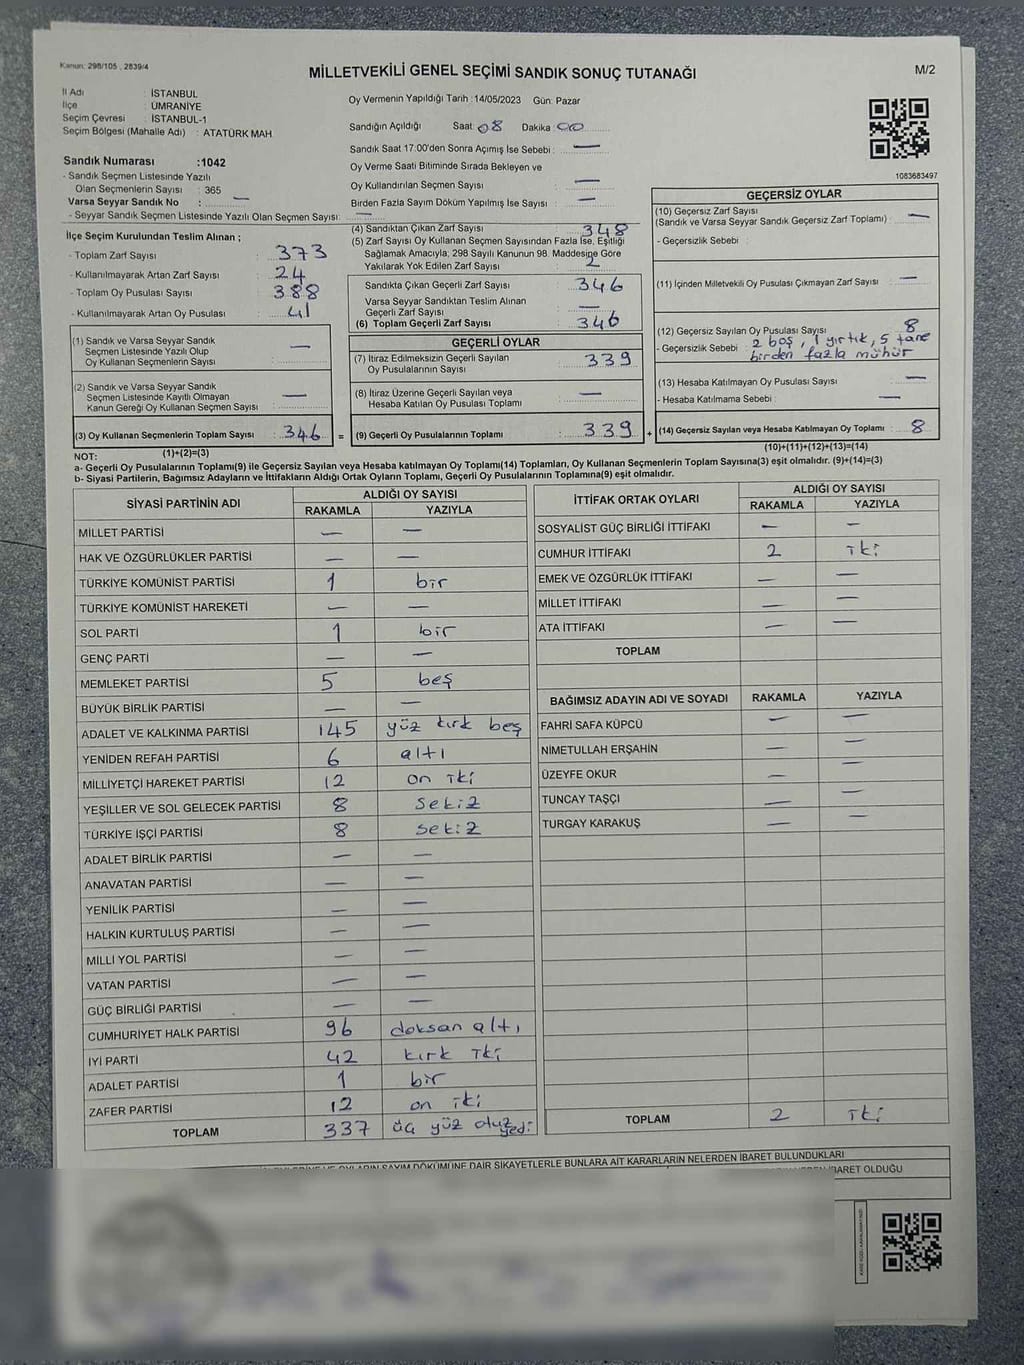 Kanun: 298/105 , 2839/4
MİLLETVEKİLİ GENEL SEÇİMİ SANDIK SONUÇ TUTANAĞI
M/2
İl Adı : İSTANBUL
İlçe : ÜMRANİYE
Seçim Çevresi : İSTANBUL-1
Seçim Bölgesi (Mahalle Adı) : ATATÜRK MAH.
Oy Vermenin Yapıldığı Tarih :14/05/2023 Gün: Pazar
Sandığın Açıldığı Saat: 08 Dakika: 00
Sandık Saat 17:00'den Sonra Açımış İse Sebebi : —
Oy Verme Saati Bitiminde Sırada Bekleyen ve
Oy Kullandırılan Seçmen Sayısı : —
Birden Fazla Sayım Döküm Yapılmış İse Sayısı : —
1083683497
Sandık Numarası :1042
- Sandık Seçmen Listesinde Yazılı
Olan Seçmenlerin Sayısı : 365
Varsa Seyyar Sandık No : —
- Seyyar Sandık Seçmen Listesinde Yazılı Olan Seçmen Sayısı: —
İlçe Seçim Kurulundan Teslim Alınan ;
- Toplam Zarf Sayısı : 373
- Kullanılmayarak Artan Zarf Sayısı : 24
- Toplam Oy Pusulası Sayısı : 388
- Kullanılmayarak Artan Oy Pusulası : 41
(1) Sandık ve Varsa Seyyar Sandık
Seçmen Listesinde Yazılı Olup
Oy Kullanan Seçmenlerin Sayısı : —
(2) Sandık ve Varsa Seyyar Sandık
Seçmen Listesinde Kayıtlı Olmayan
Kanun Gereği Oy Kullanan Seçmen Sayısı : —
(3) Oy Kullanan Seçmenlerin Toplam Sayısı : 346 =
(1)+(2)=(3)
(4) Sandıktan Çıkan Zarf Sayısı : 348
(5) Zarf Sayısı Oy Kullanan Seçmen Sayısından Fazla İse, Eşitliği
Sağlamak Amacıyla; 298 Sayılı Kanunun 98. Maddesine Göre
Yakılarak Yok Edilen Zarf Sayısı : 2
Sandıkta Çıkan Geçerli Zarf Sayısı : 346
Varsa Seyyar Sandıktan Teslim Alınan
Geçerli Zarf Sayısı : —
(6) Toplam Geçerli Zarf Sayısı : 346
GEÇERLİ OYLAR
(7) İtiraz Edilmeksizin Geçerli Sayılan
Oy Pusulalarının Sayısı : 339
(8) İtiraz Üzerine Geçerli Sayılan veya
Hesaba Katılan Oy Pusulası Toplamı : —
(9) Geçerli Oy Pusulalarının Toplamı : 339 +
GEÇERSİZ OYLAR
(10) Geçersiz Zarf Sayısı
(Sandık ve Varsa Seyyar Sandık Geçersiz Zarf Toplamı) : —
- Geçersizlik Sebebi :
(11) İçinden Milletvekili Oy Pusulası Çıkmayan Zarf Sayısı : —
(12) Geçersiz Sayılan Oy Pusulası Sayısı : 8
- Geçersizlik Sebebi : 2 boş, 1 yırtık, 5 tane
birden fazla mühür
(13) Hesaba Katılmayan Oy Pusulası Sayısı : —
- Hesaba Katılmama Sebebi : —
(14) Geçersiz Sayılan veya Hesaba Katılmayan Oy Toplamı : 8
(10)+(11)+(12)+(13)=(14)
NOT:
a- Geçerli Oy Pusulalarının Toplamı(9) ile Geçersiz Sayılan veya Hesaba katılmayan Oy Toplamı(14) Toplamları, Oy Kullanan Seçmenlerin Toplam Sayısına(3) eşit olmalıdır. (9)+(14)=(3)
b- Siyasi Partilerin, Bağımsız Adayların ve İttifakların Aldığı Ortak Oyların Toplamı, Geçerli Oy Pusulalarının Toplamına(9) eşit olmalıdır.
SİYASİ PARTİNİN ADI ALDIĞI OY SAYISI
RAKAMLA YAZIYLA
MİLLET PARTİSİ — —
HAK VE ÖZGÜRLÜKLER PARTİSİ — —
TÜRKİYE KOMÜNİST PARTİSİ 1 bir
TÜRKİYE KOMÜNİST HAREKETİ — —
SOL PARTİ 1 bir
GENÇ PARTİ — —
MEMLEKET PARTİSİ 5 beş
BÜYÜK BİRLİK PARTİSİ — —
ADALET VE KALKINMA PARTİSİ 145 yüz kırk beş
YENİDEN REFAH PARTİSİ 6 altı
MİLLİYETÇİ HAREKET PARTİSİ 12 on iki
YEŞİLLER VE SOL GELECEK PARTİSİ 8 sekiz
TÜRKİYE İŞÇİ PARTİSİ 8 sekiz
ADALET BİRLİK PARTİSİ — —
ANAVATAN PARTİSİ — —
YENİLİK PARTİSİ — —
HALKIN KURTULUŞ PARTİSİ — —
MİLLİ YOL PARTİSİ — —
VATAN PARTİSİ — —
GÜÇ BİRLİĞİ PARTİSİ — —
CUMHURİYET HALK PARTİSİ 96 doksan altı
İYİ PARTİ 42 kırk iki
ADALET PARTİSİ 1 bir
ZAFER PARTİSİ 12 on iki
TOPLAM 337 üç yüz otuz yedi
İTTİFAK ORTAK OYLARI ALDIĞI OY SAYISI
RAKAMLA YAZIYLA
SOSYALİST GÜÇ BİRLİĞİ İTTİFAKI — —
CUMHUR İTTİFAKI 2 iki
EMEK VE ÖZGÜRLÜK İTTİFAKI — —
MİLLET İTTİFAKI — —
ATA İTTİFAKI — —
TOPLAM
BAĞIMSIZ ADAYIN ADI VE SOYADI RAKAMLA YAZIYLA
FAHRİ SAFA KÜPCÜ — —
NİMETULLAH ERŞAHİN — —
ÜZEYFE OKUR — —
TUNCAY TAŞÇI — —
TURGAY KARAKUŞ — —
TOPLAM 2 iki
SAYIM DÖKÜMÜNE DAİR ŞİKAYETLERLE BUNLARA AİT KARARLARIN NELERDEN İBARET BULUNDUKLARI
İBARET OLDUĞU